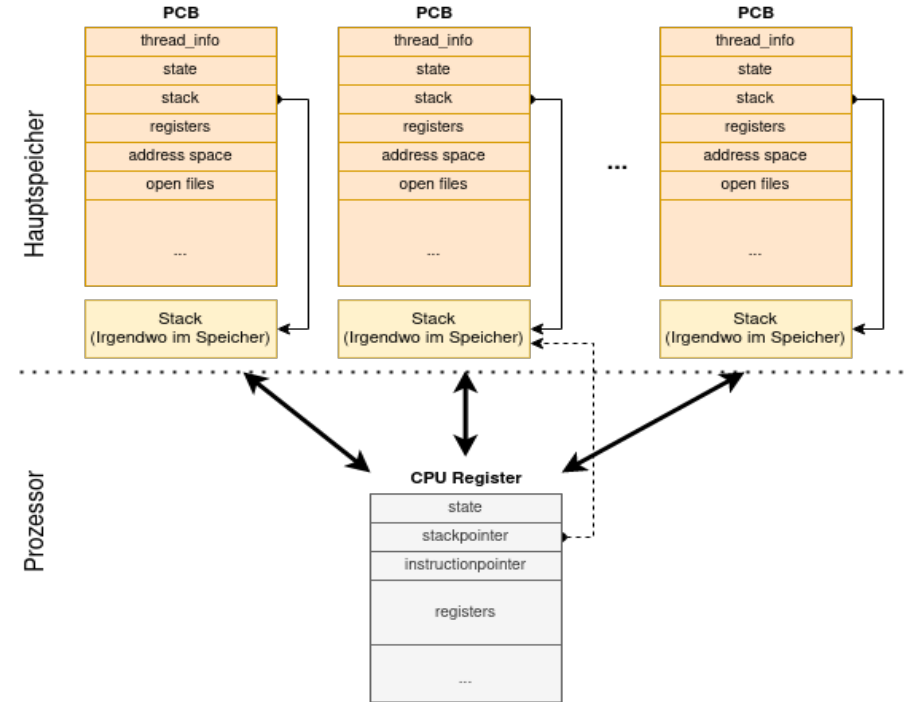 PCB
thread_info
state
stack
registers
address space
open files
...
Stack
(Irgendwo im Speicher)
PCB
thread_info
state
stack
registers
address space
open files
...
Stack
(Irgendwo im Speicher)
...
PCB
thread_info
state
stack
registers
address space
open files
...
Stack
(Irgendwo im Speicher)
Hauptspeicher
Prozessor
CPU Register
state
stackpointer
instructionpointer
registers
...